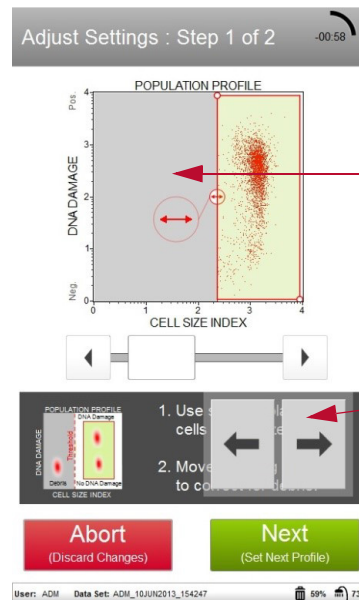 Adjust Settings : Step 1 of 2
-00:58
POPULATION PROFILE
Pos.
DNA DAMAGE
Neg.
4
3
2
1
0
0 1 2 3 4
CELL SIZE INDEX
POPULATION PROFILE
DNA Damage
DNA DAMAGE
Threshold
Debris
No DNA Damage
CELL SIZE INDEX
1. Use
cells
2. Move
to
Abort
(Discard Changes)
Next
(Set Next Profile)
User: ADM Data Set: ADM_10JUN2013_154247 59% 73